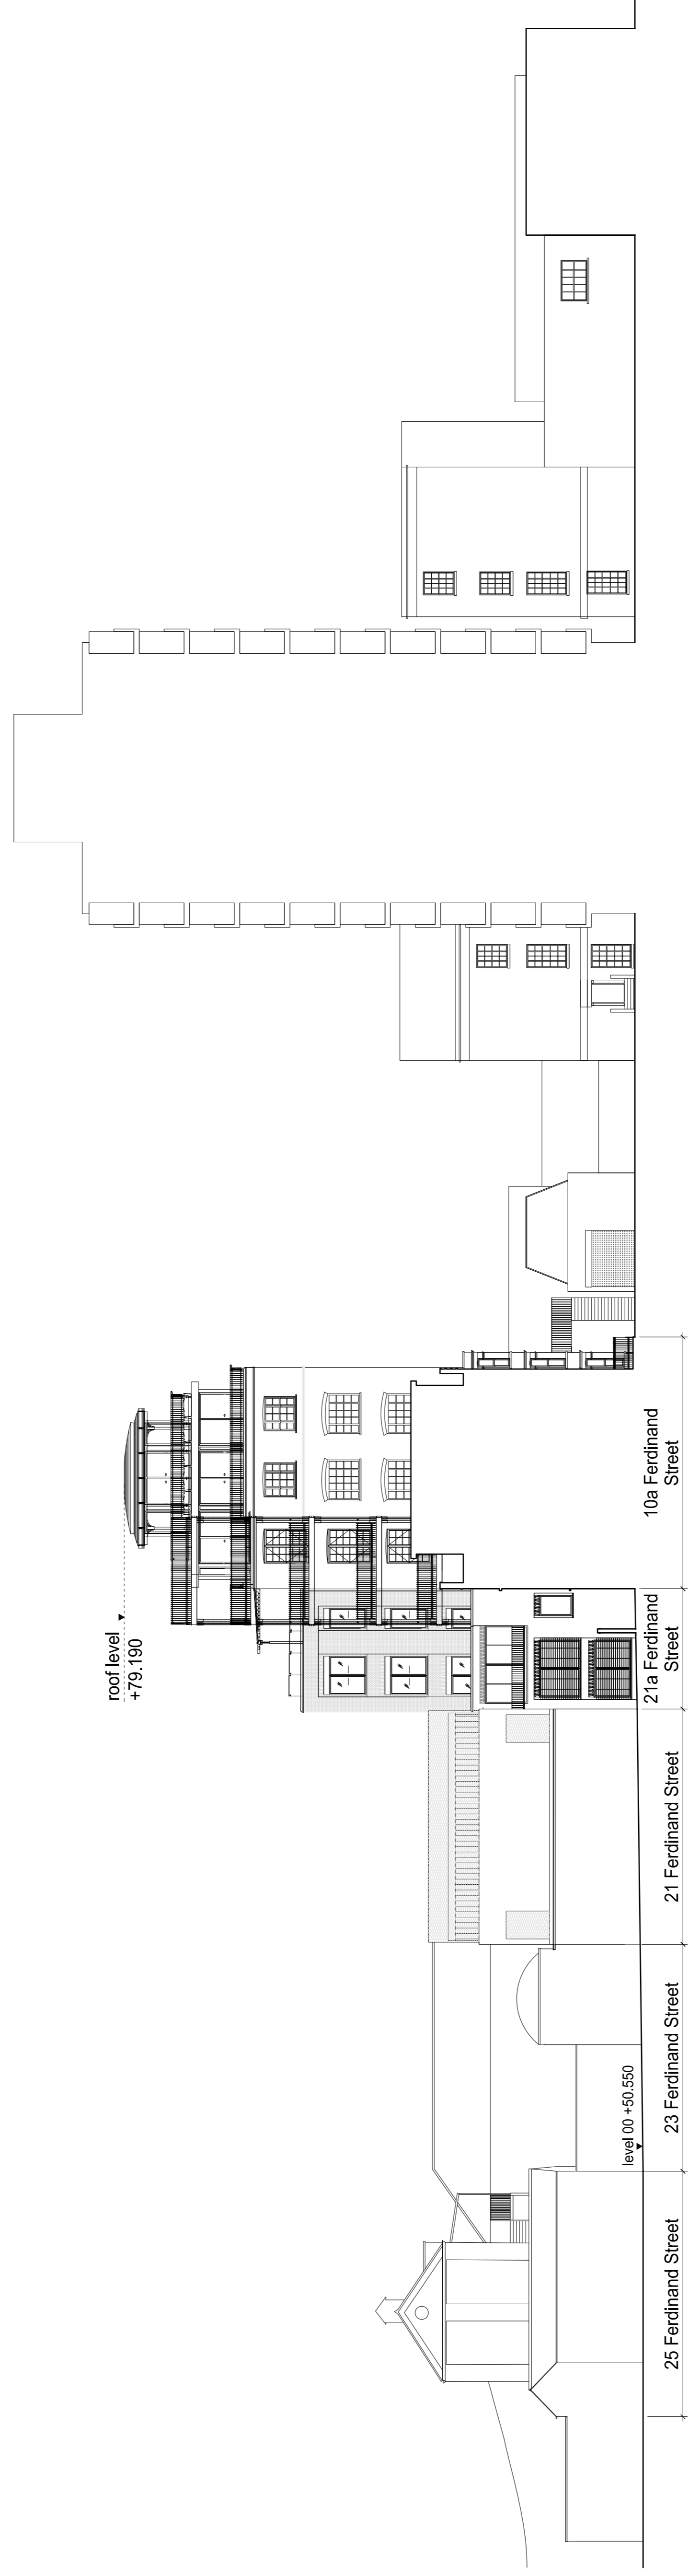 roof level
+79.190
level 00 +50.550
25 Ferdinand Street
23 Ferdinand Street
21 Ferdinand Street
21a Ferdinand
Street
10a Ferdinand
Street